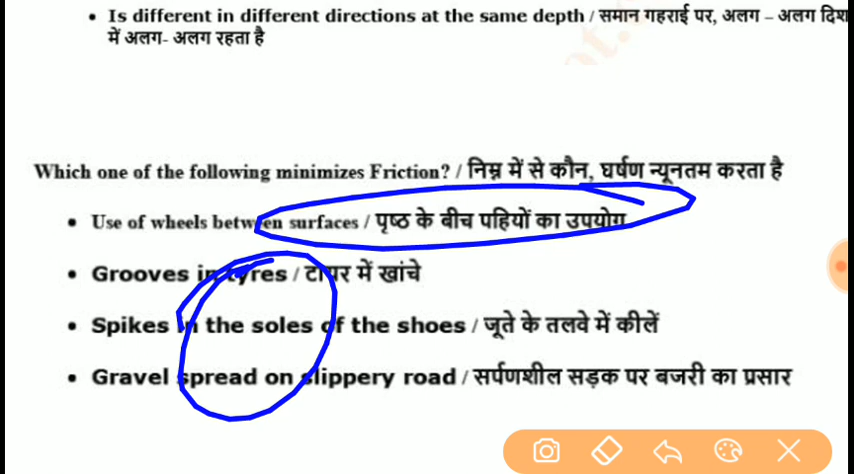 • Is different in different directions at the same depth / समान गहराई पर, अलग – अलग
में अलग- अलग रहता है
Which one of the following minimizes Friction? / निम्न में से कौन, घर्षण न्यूनतम करता है
• Use of wheels between surfaces / पृष्ठ के बीच पहियों का उपयोग
• Grooves in tyres / टायर में खांचे
• Spikes in the soles of the shoes / जूते के तलवे में कीलें
• Gravel spread on slippery road / सर्पणशील सड़क पर बजरी का प्रसार